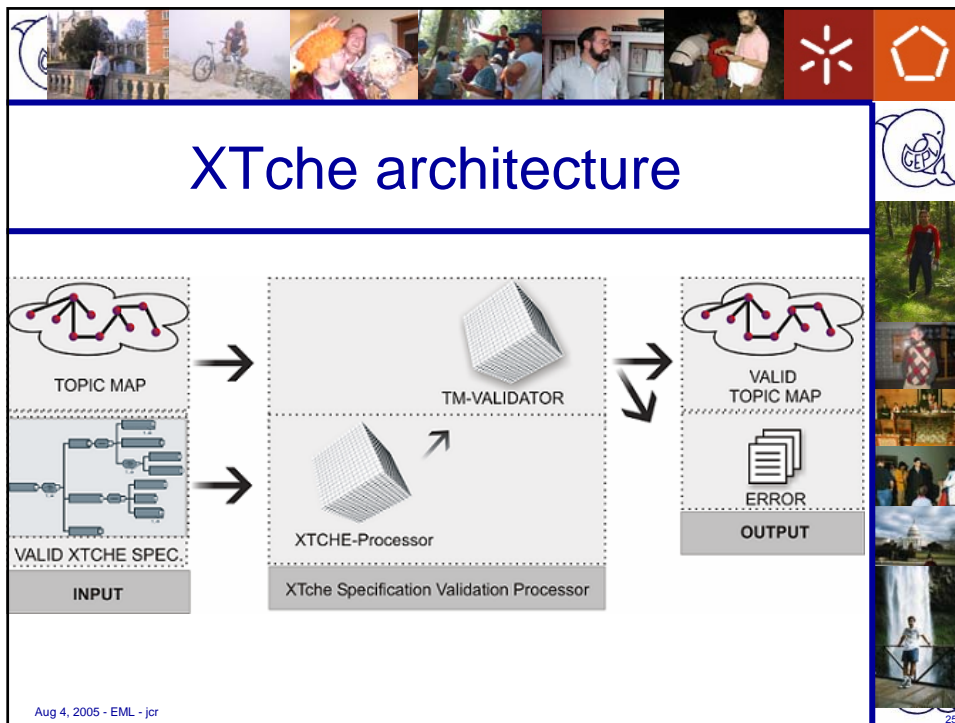 XTche architecture
GEPL
TOPIC MAP
VALID XTCHE SPEC.
INPUT
TM-VALIDATOR
XTCHE-Processor
XTche Specification Validation Processor
VALID
TOPIC MAP
ERROR
OUTPUT
Aug 4, 2005 - EML - jcr
25